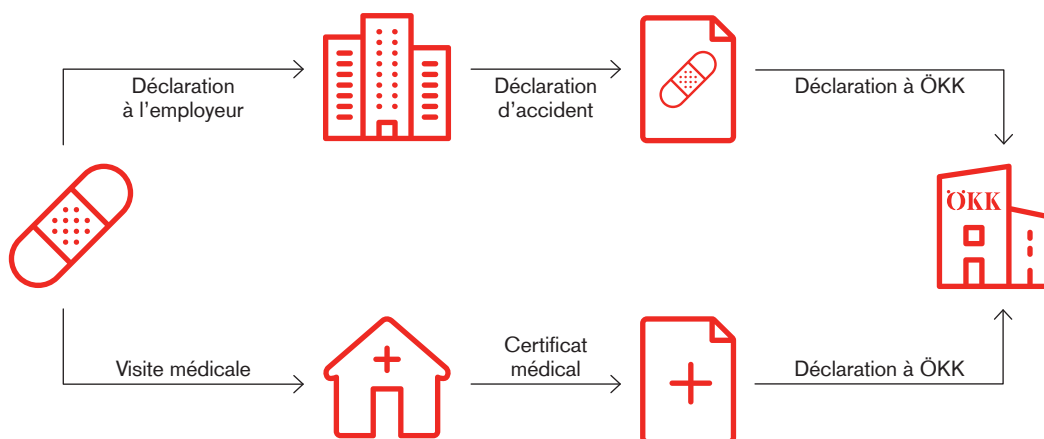 Déclaration
à l’employeur
Déclaration
d’accident
Déclaration à ÖKK
ÖKK
Visite médicale
Certificat
médical
Déclaration à ÖKK